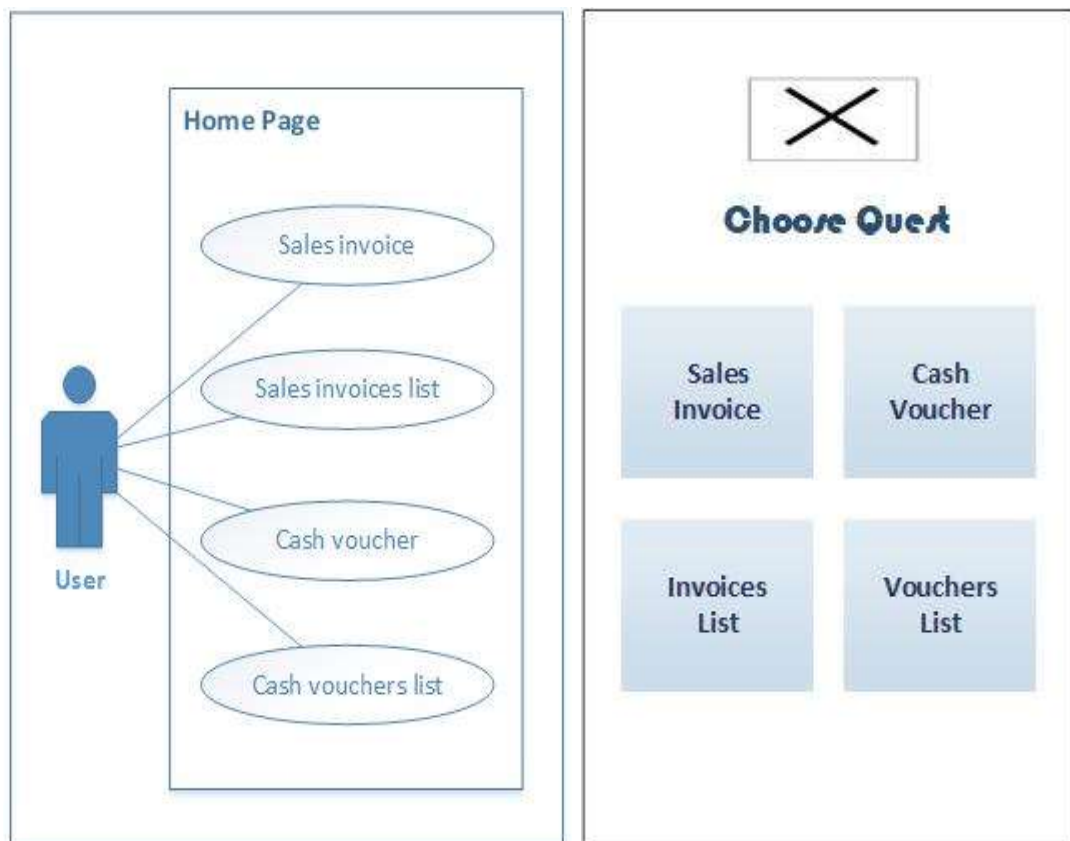 Home Page
Sales invoice
Sales invoices list
Cash voucher
Cash vouchers list
User
Choose Quest
Sales
Invoice
Cash
Voucher
Invoices
List
Vouchers
List